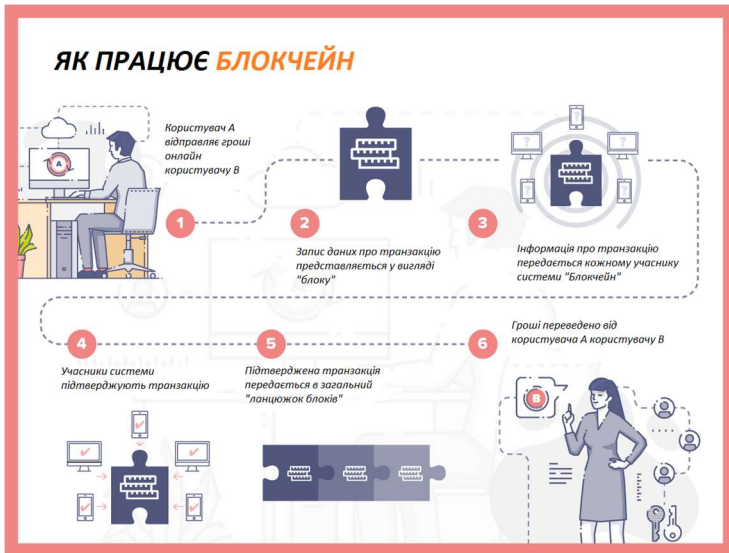 ЯК ПРАЦЮЄ БЛОКЧЕЙН
Користувач А
відправляє гроші
онлайн
користувачу В
A
1
2
Запис даних про транзакцію
представляється у вигляді
"блоку"
3
Інформація про транзакцію
передається кожному учаснику
системи "Блокчейн"
? ? ? ? ?
4
Учасники системи
підтверджують транзакцію
5
Підтверджена транзакція
передається в загальний
"ланцюжок блоків"
6
Гроші переведено від
користувача А користувачу В
B